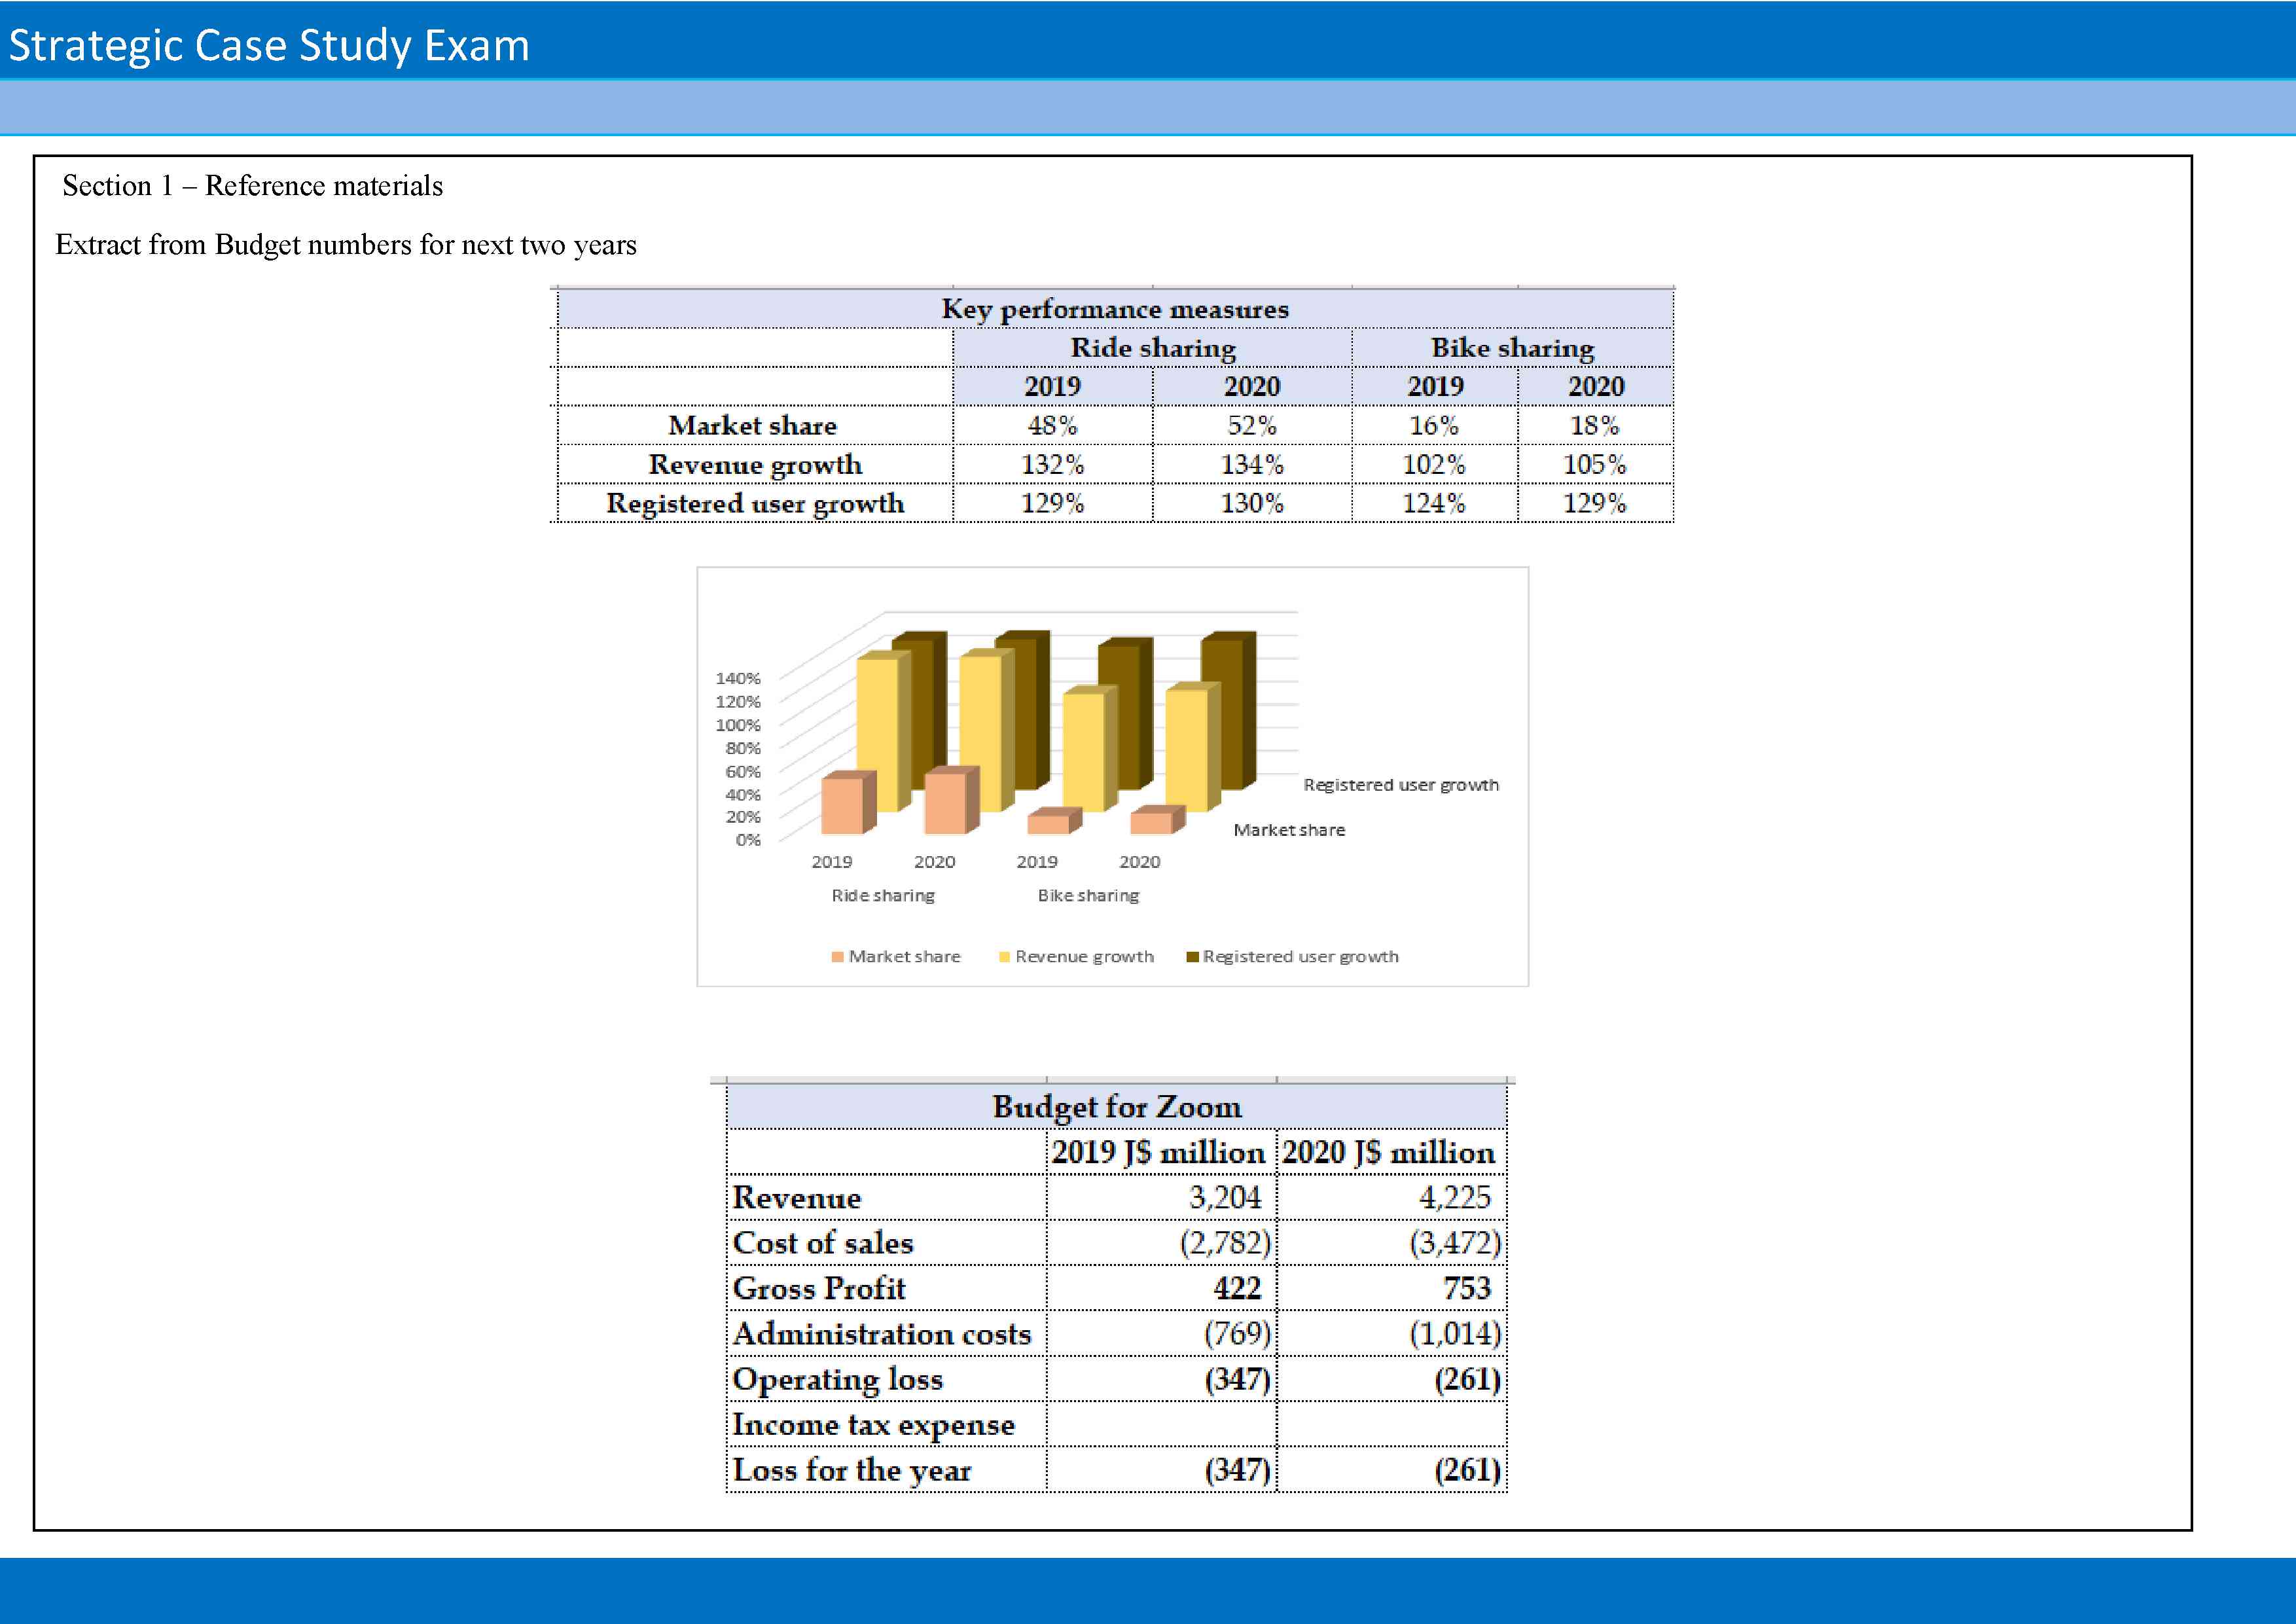 Strategic Case Study Exam
Section 1 – Reference materials
Extract from Budget numbers for next two years
Key performance measures
Ride sharing Bike sharing
2019 2020 2019 2020
Market share 48% 52% 16% 18%
Revenue growth 132% 134% 102% 105%
Registered user growth 129% 130% 124% 129%
140%
120%
100%
80%
60%
40%
20%
0%
Registered user growth
Market share
2019 2020 2019 2020
Ride sharing Bike sharing
Market share Revenue growth Registered user growth
Budget for Zoom
2019 J$ million 2020 J$ million
Revenue 3,204 4,225
Cost of sales (2,782) (3,472)
Gross Profit 422 753
Administration costs (769) (1,014)
Operating loss (347) (261)
Income tax expense
Loss for the year (347) (261)